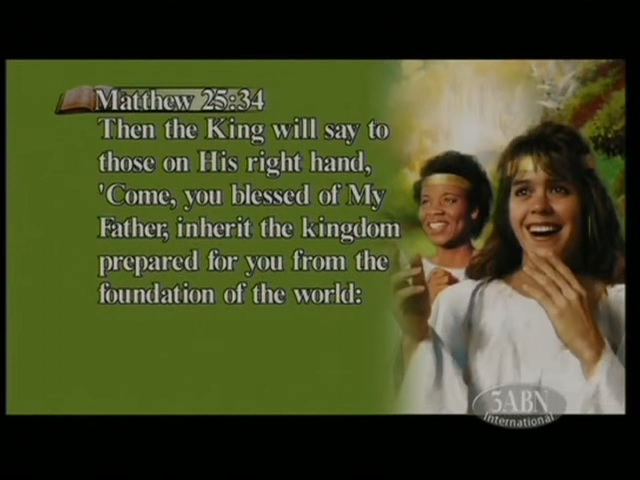 Matthew 25:34
Then the King will say to
those on His right hand,
'Come, you blessed of My
Father, inherit the kingdom
prepared for you from the
foundation of the world:
3ABN
International